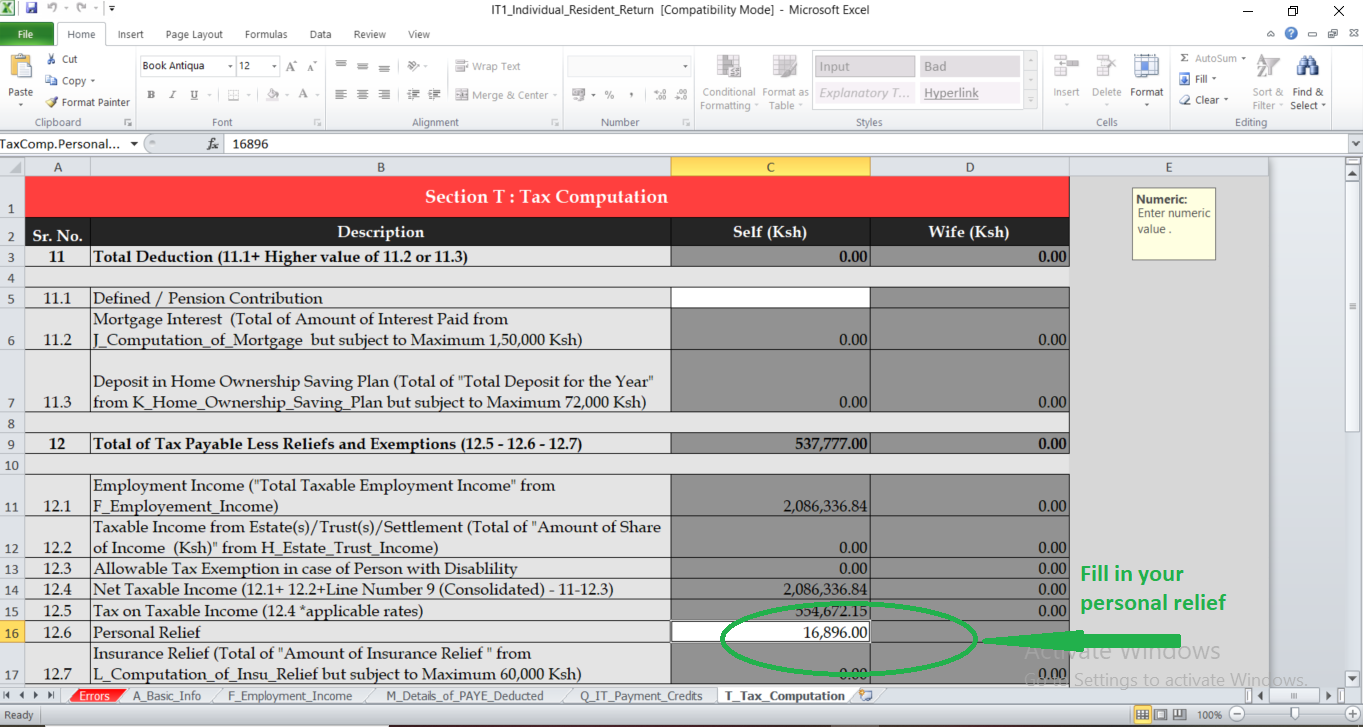 IT1_Individual_Resident_Return [Compatibility Mode] - Microsoft Excel
File Home Insert Page Layout Formulas Data Review View
Paste
Cut
Copy
Format Painter
Clipboard
Book Antiqua 12
B I U
Font
Wrap Text
Merge & Center
Alignment
Number
Conditional Formatting
Format as Table
Input Bad
Explanatory T... Hyperlink
Styles
Insert Delete Format
Cells
Σ AutoSum
Fill
Clear
Sort & Filter
Find & Select
Editing
TaxComp.Personal... fx 16896
A B C D E
1 Section T : Tax Computation
2 Sr. No. Description Self (Ksh) Wife (Ksh)
3 11 Total Deduction (11.1+ Higher value of 11.2 or 11.3) 0.00 0.00
4
5 11.1 Defined / Pension Contribution
Mortgage Interest (Total of Amount of Interest Paid from
6 11.2 J_Computation_of_Mortgage but subject to Maximum 1,50,000 Ksh) 0.00 0.00
Deposit in Home Ownership Saving Plan (Total of "Total Deposit for the Year"
7 11.3 from K_Home_Ownership_Saving_Plan but subject to Maximum 72,000 Ksh) 0.00 0.00
8
9 12 Total of Tax Payable Less Reliefs and Exemptions (12.5 - 12.6 - 12.7) 537,777.00 0.00
10
Employment Income ("Total Taxable Employment Income" from
11 12.1 F_Employement_Income) 2,086,336.84 0.00
Taxable Income from Estate(s)/Trust(s)/Settlement (Total of "Amount of Share
12 12.2 of Income (Ksh)" from H_Estate_Trust_Income) 0.00 0.00
13 12.3 Allowable Tax Exemption in case of Person with Disablility 0.00 0.00
14 12.4 Net Taxable Income (12.1+ 12.2+Line Number 9 (Consolidated) - 11-12.3) 2,086,336.84 0.00
15 12.5 Tax on Taxable Income (12.4 *applicable rates) 554,672.15 0.00
16 12.6 Personal Relief 16,896.00
Insurance Relief (Total of "Amount of Insurance Relief " from
17 12.7 L_Computation_of_Insu_Relief but subject to Maximum 60,000 Ksh) 0.00 0.00
Numeric:
Enter numeric
value .
Fill in your
personal relief
Activate Windows
Go to Settings to activate Windows.
Errors A_Basic_Info F_Employment_Income M_Details_of_PAYE_Deducted Q_IT_Payment_Credits T_Tax_Computation
Ready 100%